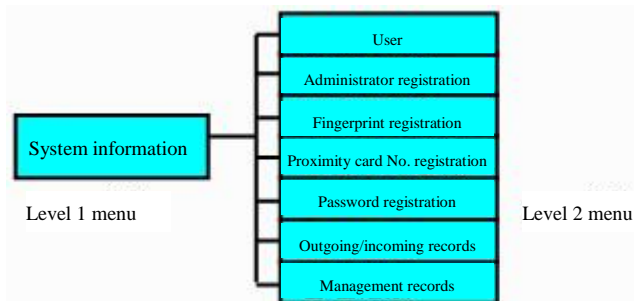 User
Administrator registration
Fingerprint registration
System information
Proximity card No. registration
Password registration
Level 1 menu
Level 2 menu
Outgoing/incoming records
Management records